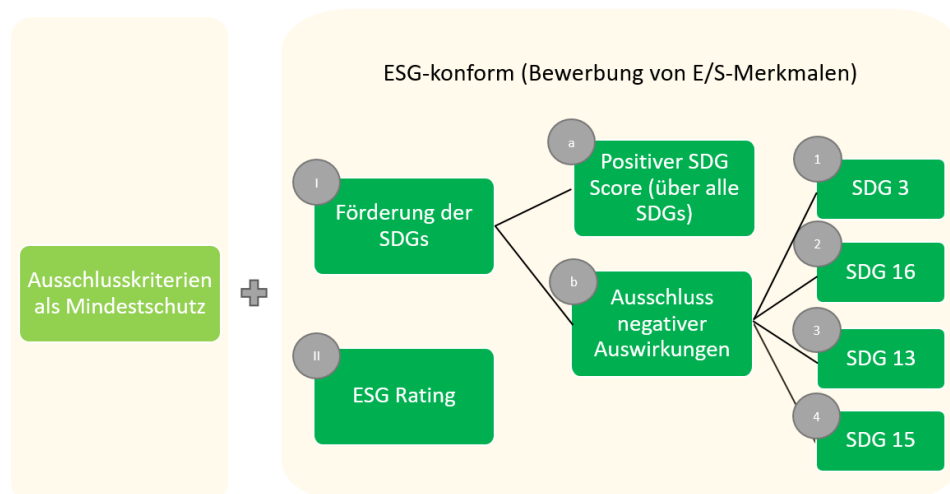 ESG-konform (Bewerbung von E/S-Merkmalen)
Ausschlusskriterien
als Mindestschutz
I
Förderung der
SDGs
II
ESG Rating
a
Positiver SDG
Score (über alle
SDGs)
b
Ausschluss
negativer
Auswirkungen
1
SDG 3
2
SDG 16
3
SDG 13
4
SDG 15